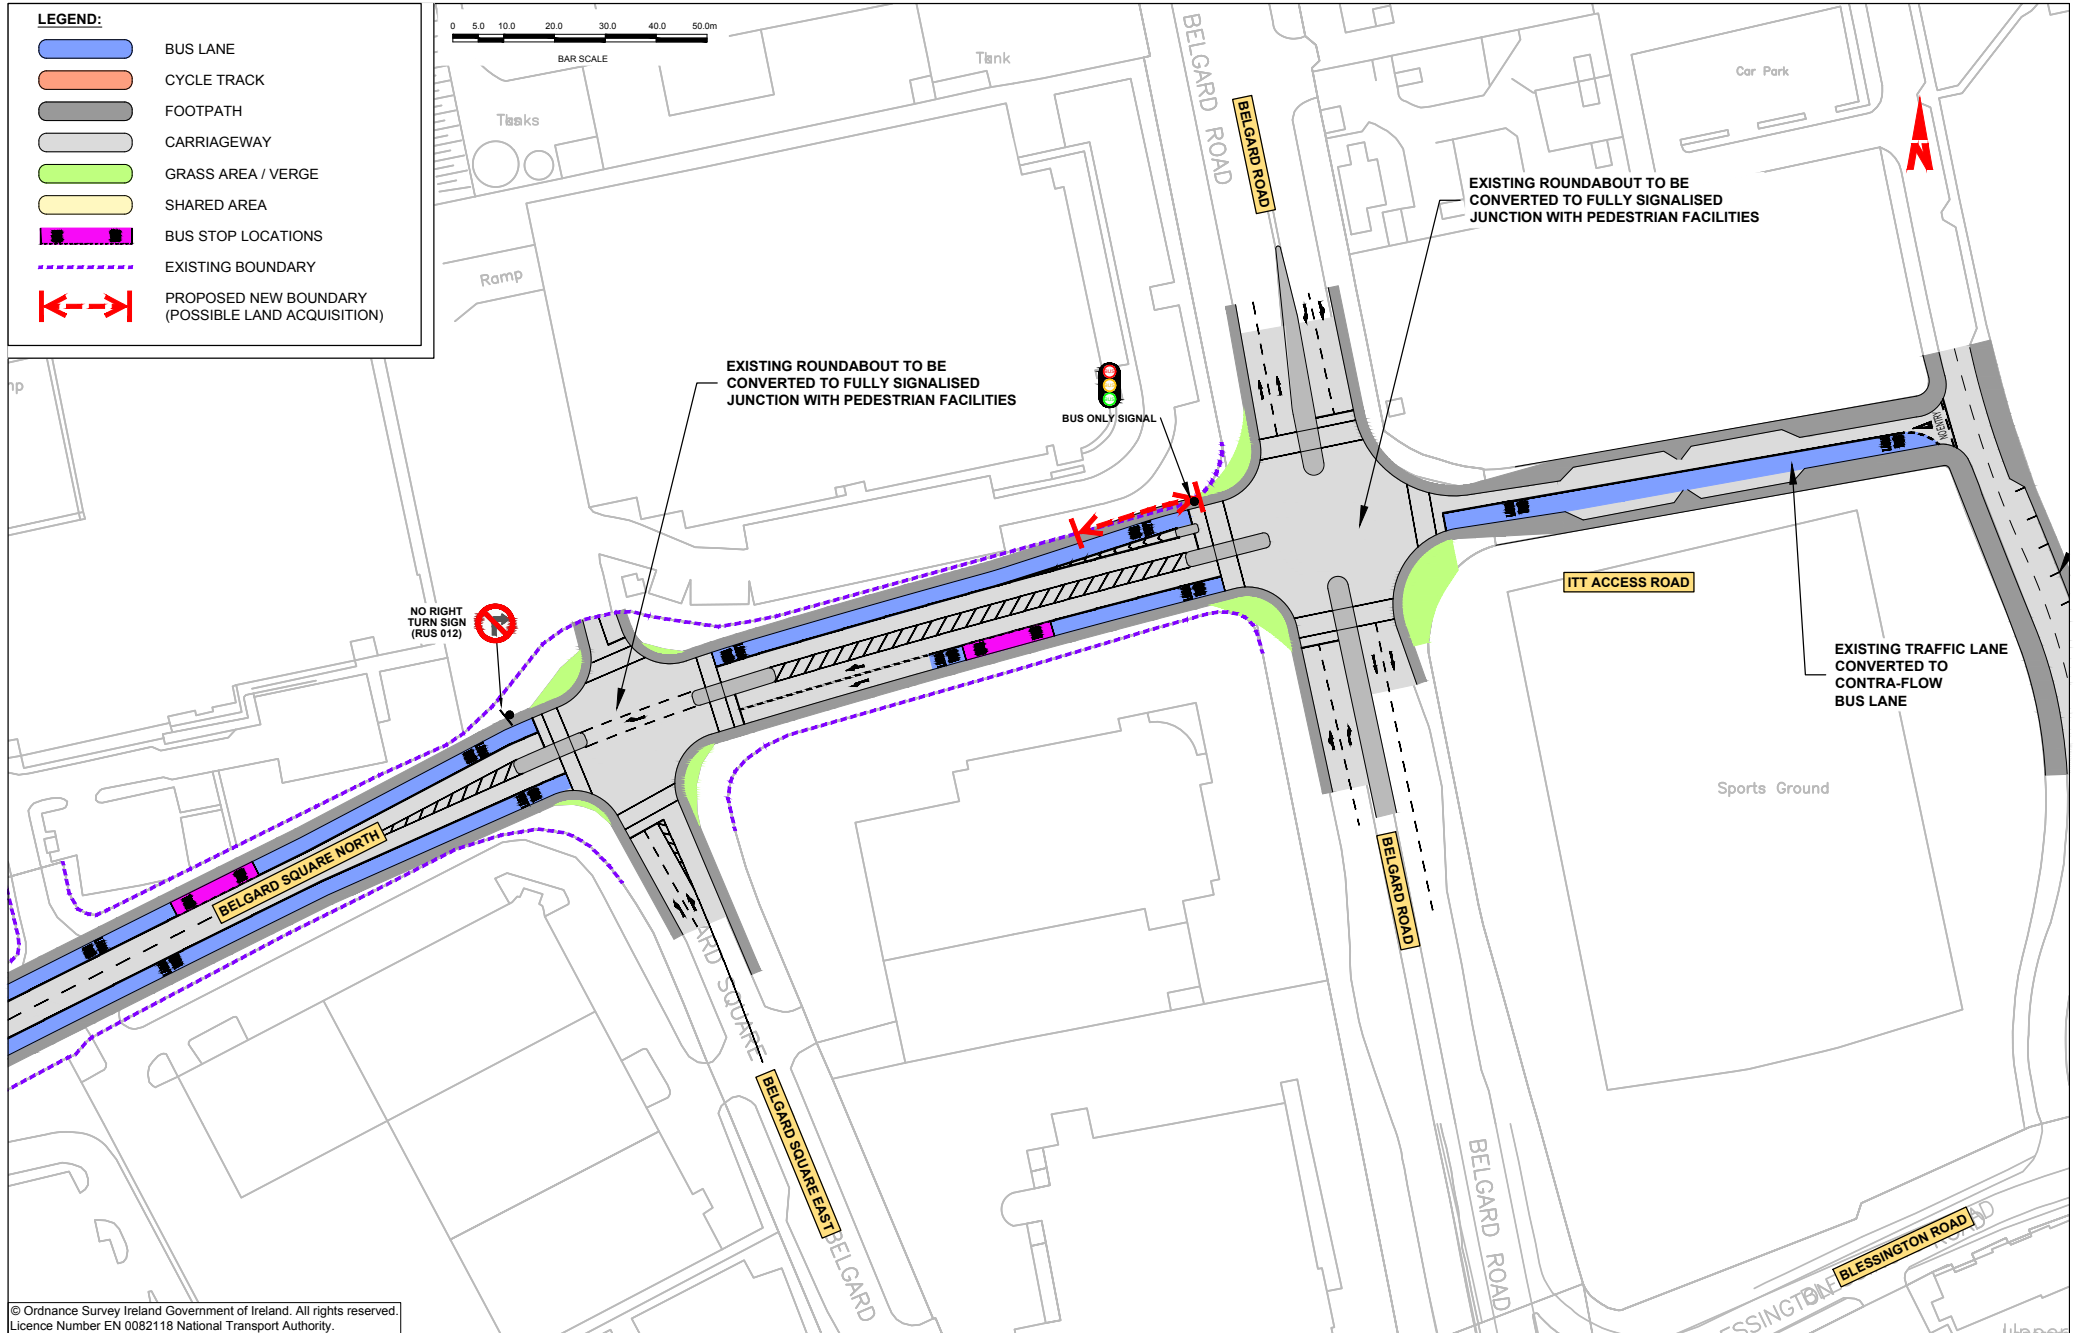 LEGEND:
BUS LANE
CYCLE TRACK
FOOTPATH
CARRIAGEWAY
GRASS AREA / VERGE
SHARED AREA
BUS STOP LOCATIONS
EXISTING BOUNDARY
PROPOSED NEW BOUNDARY
(POSSIBLE LAND ACQUISITION)
0 5.0 10.0 20.0 30.0 40.0 50.0m
BAR SCALE
Tank
Tanks
Ramp
Car Park
BELGARD ROAD
BELGARD ROAD
N
EXISTING ROUNDABOUT TO BE
CONVERTED TO FULLY SIGNALISED
JUNCTION WITH PEDESTRIAN FACILITIES
EXISTING ROUNDABOUT TO BE
CONVERTED TO FULLY SIGNALISED
JUNCTION WITH PEDESTRIAN FACILITIES
BUS ONLY SIGNAL
NO ENTRY
ITT ACCESS ROAD
NO RIGHT
TURN SIGN
(RUS 012)
EXISTING TRAFFIC LANE
CONVERTED TO
CONTRA-FLOW
BUS LANE
Sports Ground
BELGARD SQUARE NORTH
BELGARD ROAD
ARD SQUARE
BELGARD SQUARE EAST
BELGARD
BELGARD ROAD
BLESSINGTON ROAD
ESSINGTON
© Ordnance Survey Ireland Government of Ireland. All rights reserved.
Licence Number EN 0082118 National Transport Authority.